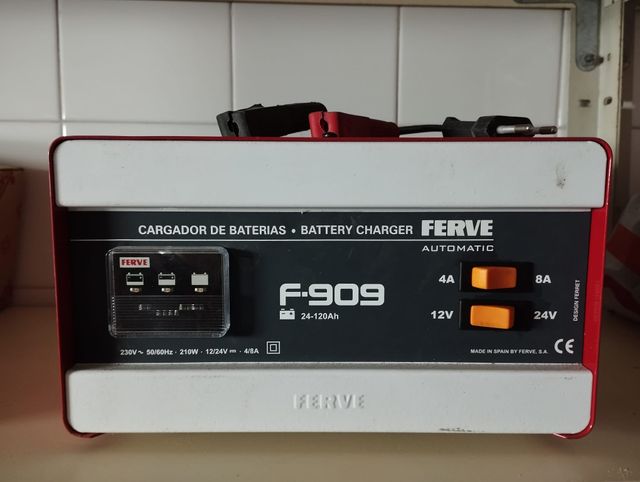 CARGADOR DE BATERIAS • BATTERY CHARGER FERVE
AUTOMATIC
FERVE
F-909
24-120Ah
4A 8A
12V 24V
DESIGN FERRET
230V ~ 50/60Hz · 210W · 12/24V ⎓ · 4/8A
MADE IN SPAIN BY FERVE, S.A. CE
FERVE